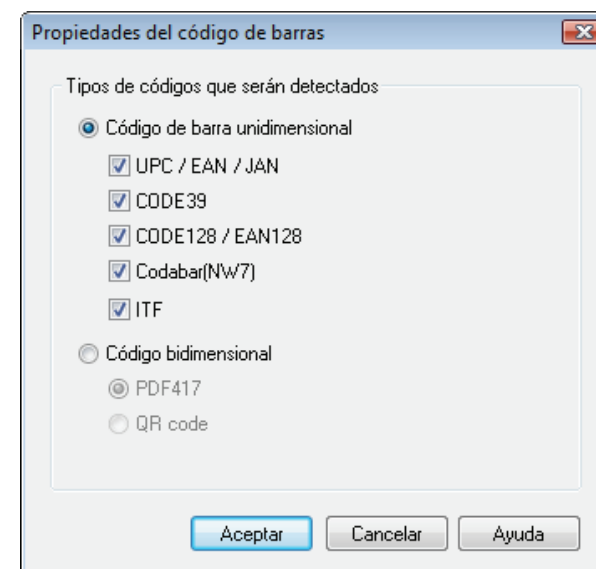 Propiedades del código de barras
Tipos de códigos que serán detectados
Código de barra unidimensional
UPC / EAN / JAN
CODE39
CODE128 / EAN128
Codabar(NW7)
ITF
Código bidimensional
PDF417
QR code
Aceptar Cancelar Ayuda